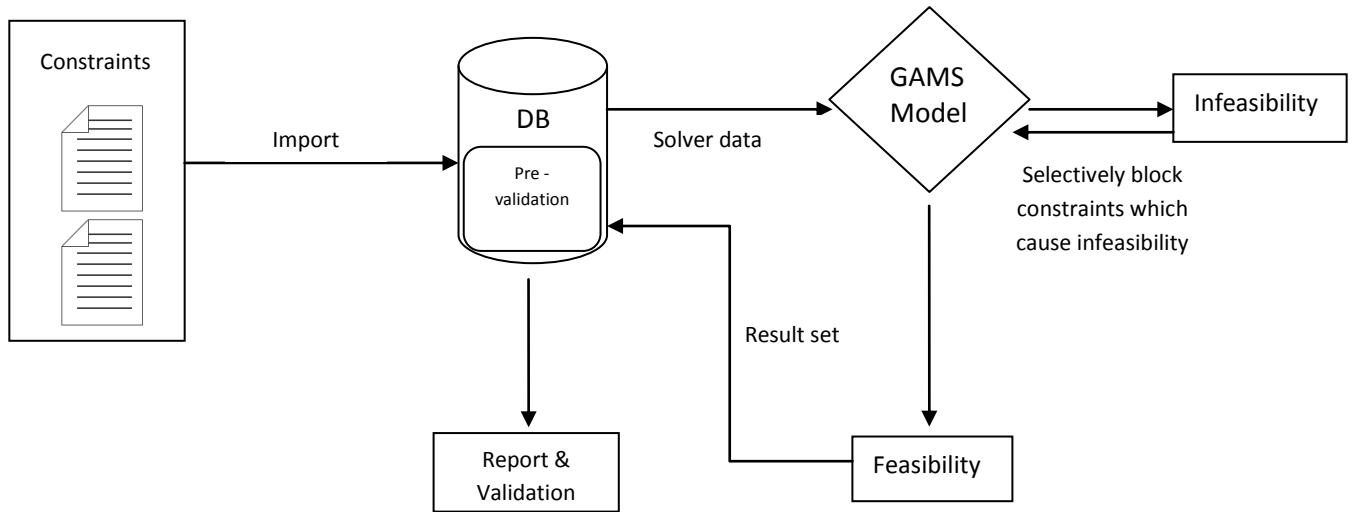 Constraints
Import
DB
Pre -
validation
Solver data
GAMS
Model
Infeasibility
Selectively block
constraints which
cause infeasibility
Result set
Report &
Validation
Feasibility